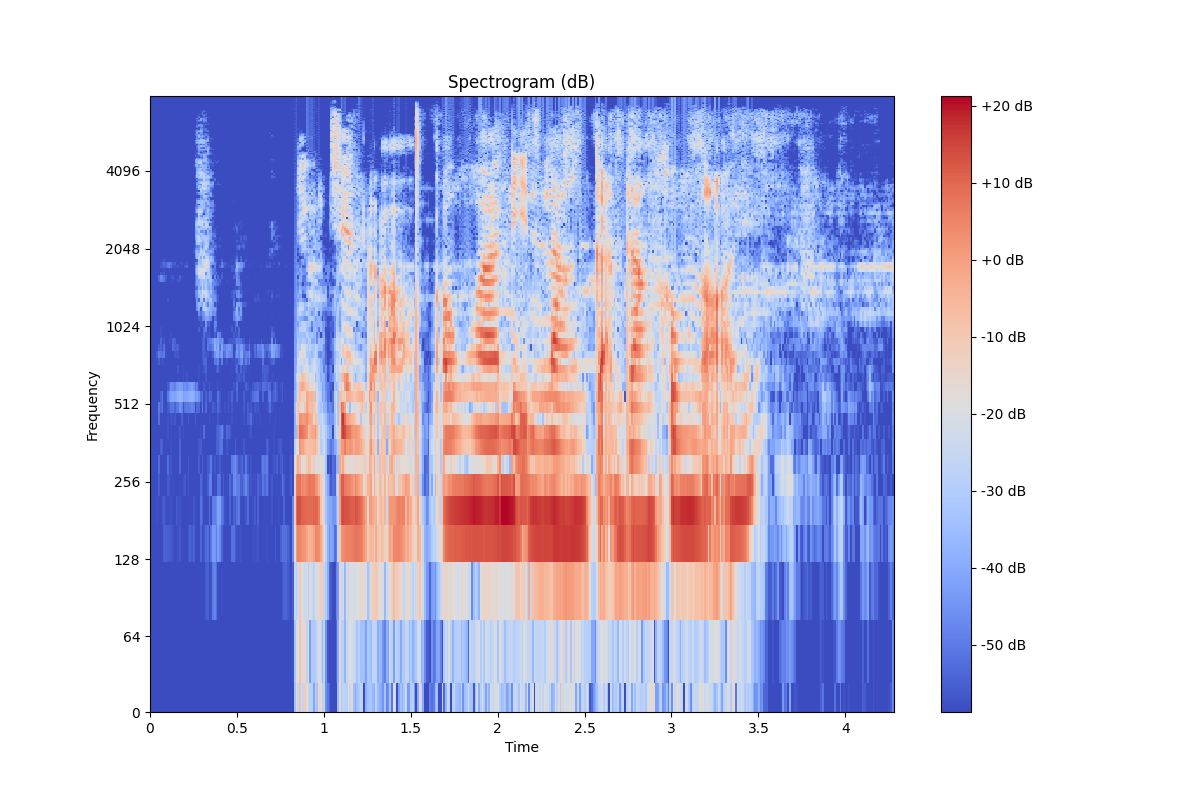 Spectrogram (dB)
Frequency
4096
2048
1024
512
256
128
64
0
0 0.5 1 1.5 2 2.5 3 3.5 4
Time
+20 dB
+10 dB
+0 dB
-10 dB
-20 dB
-30 dB
-40 dB
-50 dB